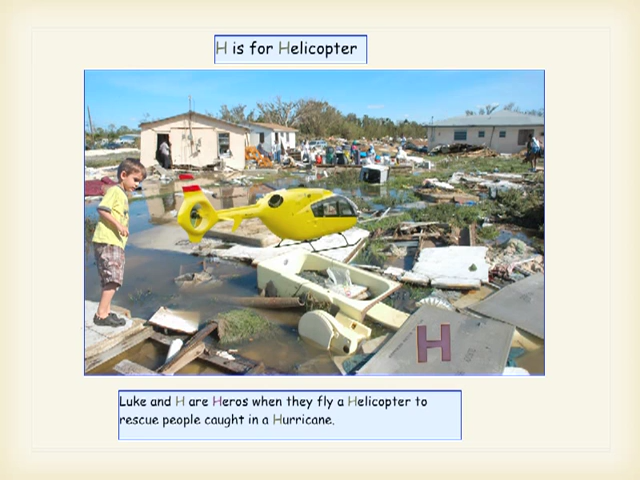 H is for Helicopter
H
Luke and H are Heros when they fly a Helicopter to
rescue people caught in a Hurricane.